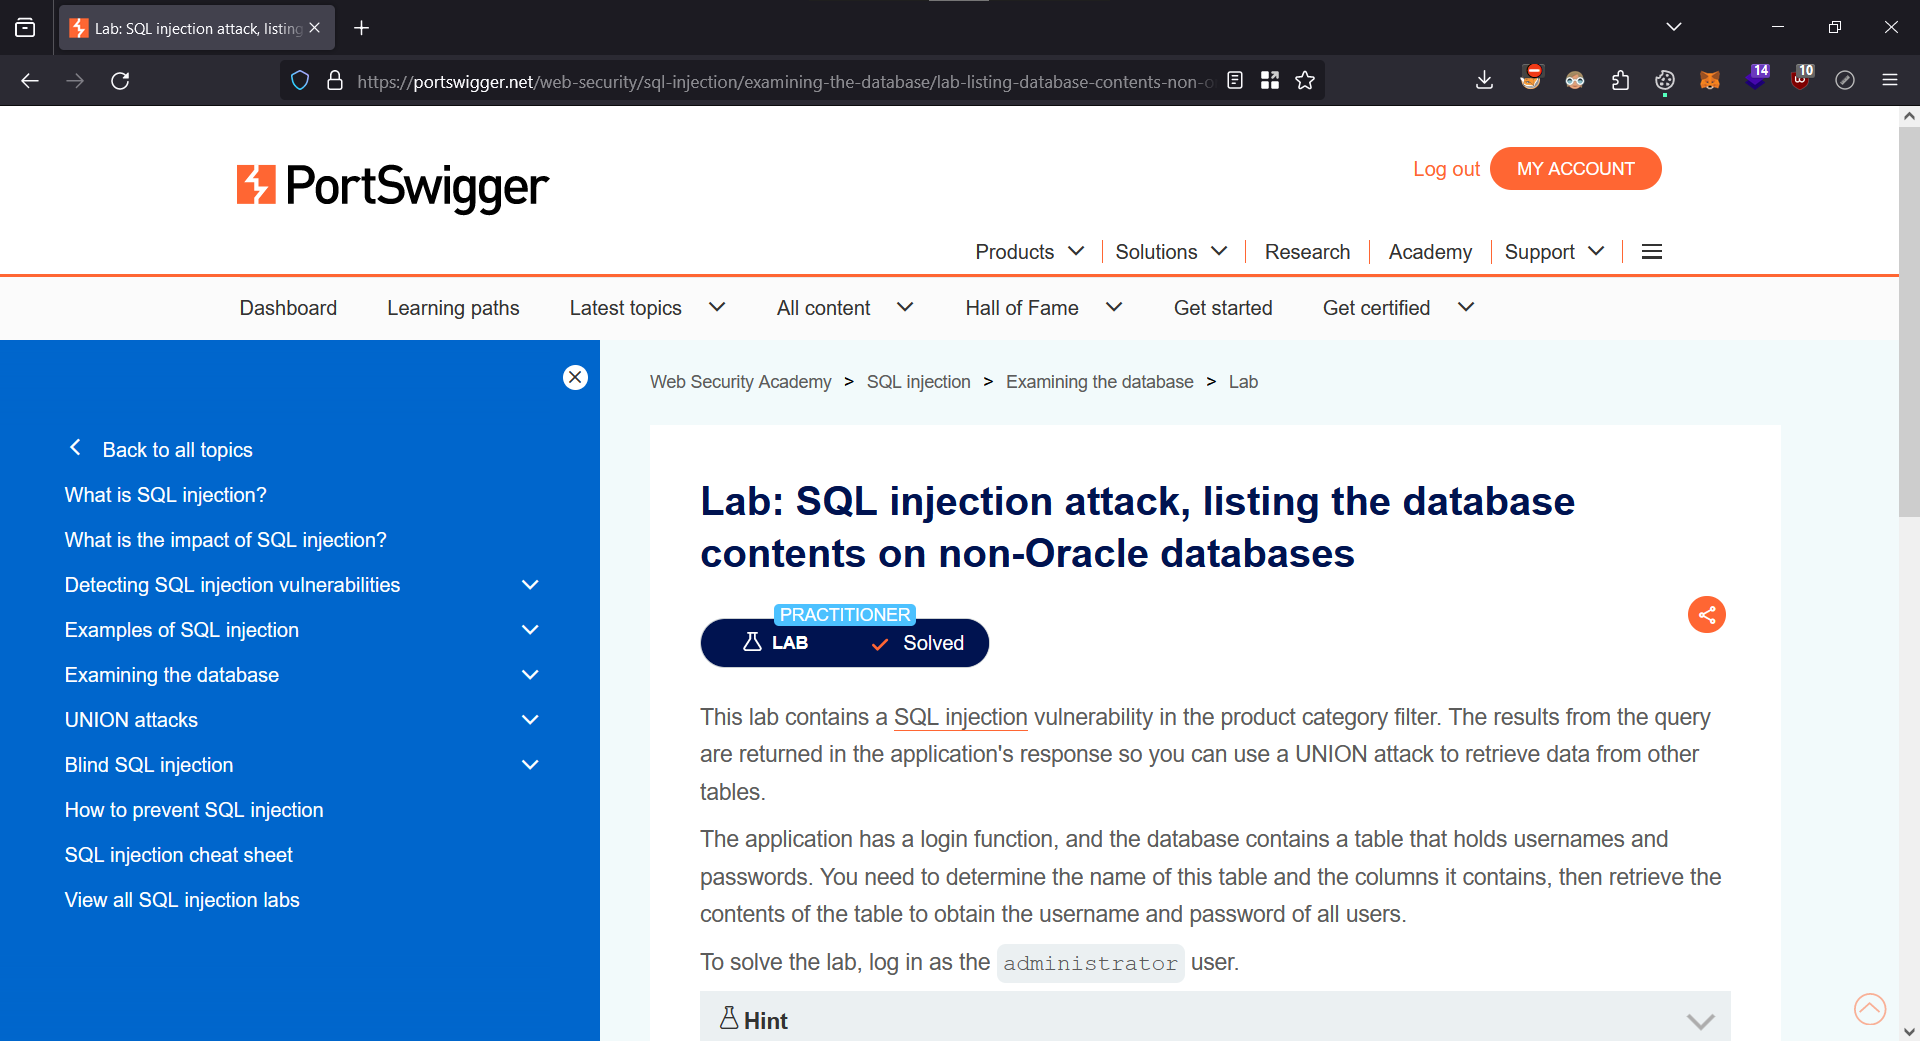 Lab: SQL injection attack, listing
https://portswigger.net/web-security/sql-injection/examining-the-database/lab-listing-database-contents-non-o
14
10
PortSwigger
Log out
MY ACCOUNT
Products
Solutions
Research
Academy
Support
Dashboard
Learning paths
Latest topics
All content
Hall of Fame
Get started
Get certified
Back to all topics
What is SQL injection?
What is the impact of SQL injection?
Detecting SQL injection vulnerabilities
Examples of SQL injection
Examining the database
UNION attacks
Blind SQL injection
How to prevent SQL injection
SQL injection cheat sheet
View all SQL injection labs
Web Security Academy > SQL injection > Examining the database > Lab
Lab: SQL injection attack, listing the database
contents on non-Oracle databases
PRACTITIONER
LAB
Solved
This lab contains a SQL injection vulnerability in the product category filter. The results from the query
are returned in the application's response so you can use a UNION attack to retrieve data from other
tables.
The application has a login function, and the database contains a table that holds usernames and
passwords. You need to determine the name of this table and the columns it contains, then retrieve the
contents of the table to obtain the username and password of all users.
To solve the lab, log in as the administrator user.
Hint